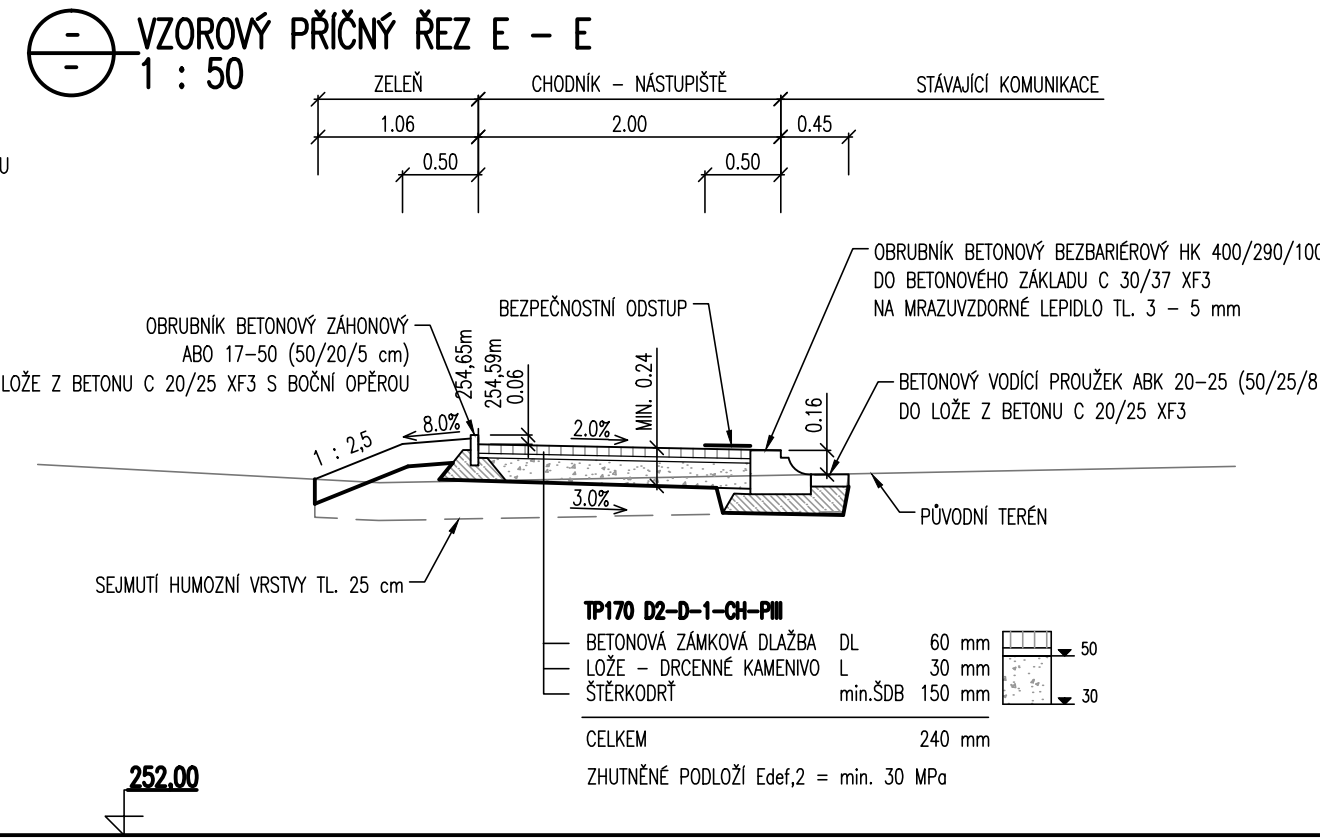 -
-
VZOROVÝ PŘÍČNÝ ŘEZ E - E
1 : 50
ZELEŇ
CHODNÍK - NÁSTUPIŠTĚ
STÁVAJÍCÍ KOMUNIKACE
1.06
2.00
0.45
U
0.50
0.50
OBRUBNÍK BETONOVÝ BEZBARIÉROVÝ HK 400/290/100
DO BETONOVÉHO ZÁKLADU C 30/37 XF3
NA MRAZUVZDORNÉ LEPIDLO TL. 3 - 5 mm
BEZPEČNOSTNÍ ODSTUP
OBRUBNÍK BETONOVÝ ZÁHONOVÝ
ABO 17-50 (50/20/5 cm)
LOŽE Z BETONU C 20/25 XF3 S BOČNÍ OPĚROU
254,65m
254,59m
0.06
MIN. 0.24
0.16
BETONOVÝ VODÍCÍ PROUŽEK ABK 20-25 (50/25/8
DO LOŽE Z BETONU C 20/25 XF3
1 : 2,5
8.0%
2.0%
3.0%
PŮVODNÍ TERÉN
SEJMUTÍ HUMOZNÍ VRSTVY TL. 25 cm
TP170 D2-D-1-CH-PIII
BETONOVÁ ZÁMKOVÁ DLAŽBA DL 60 mm
50
LOŽE - DRCENNÉ KAMENIVO L 30 mm
ŠTĚRKODRŤ min.ŠDB 150 mm
30
CELKEM 240 mm
ZHUTNĚNÉ PODLOŽÍ Edef,2 = min. 30 MPa
252,00